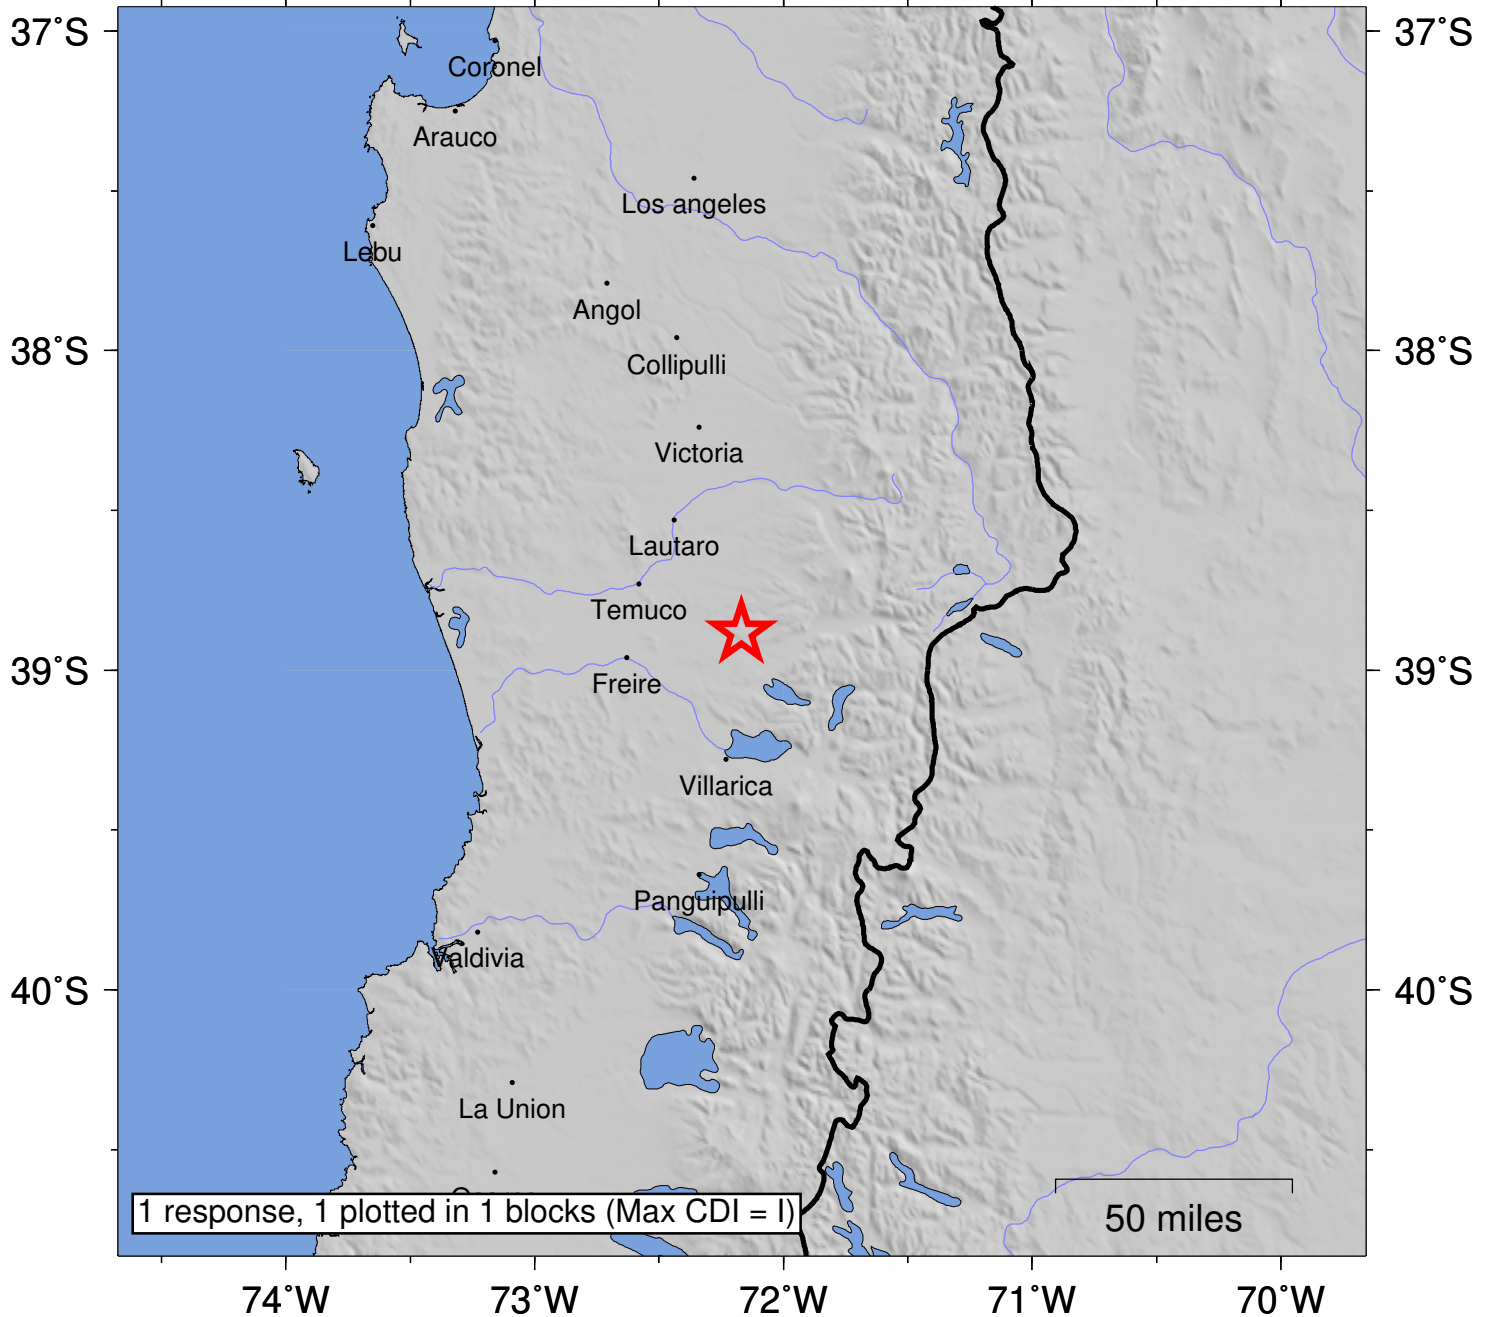 37°S
37°S
Coronel
Arauco
Los angeles
Lebu
Angol
38°S
38°S
Collipulli
Victoria
Lautaro
Temuco
39°S
39°S
Freire
Villarica
Panguipulli
Valdivia
40°S
40°S
La Union
1 response, 1 plotted in 1 blocks (Max CDI = I)
50 miles
74°W
73°W
72°W
71°W
70°W